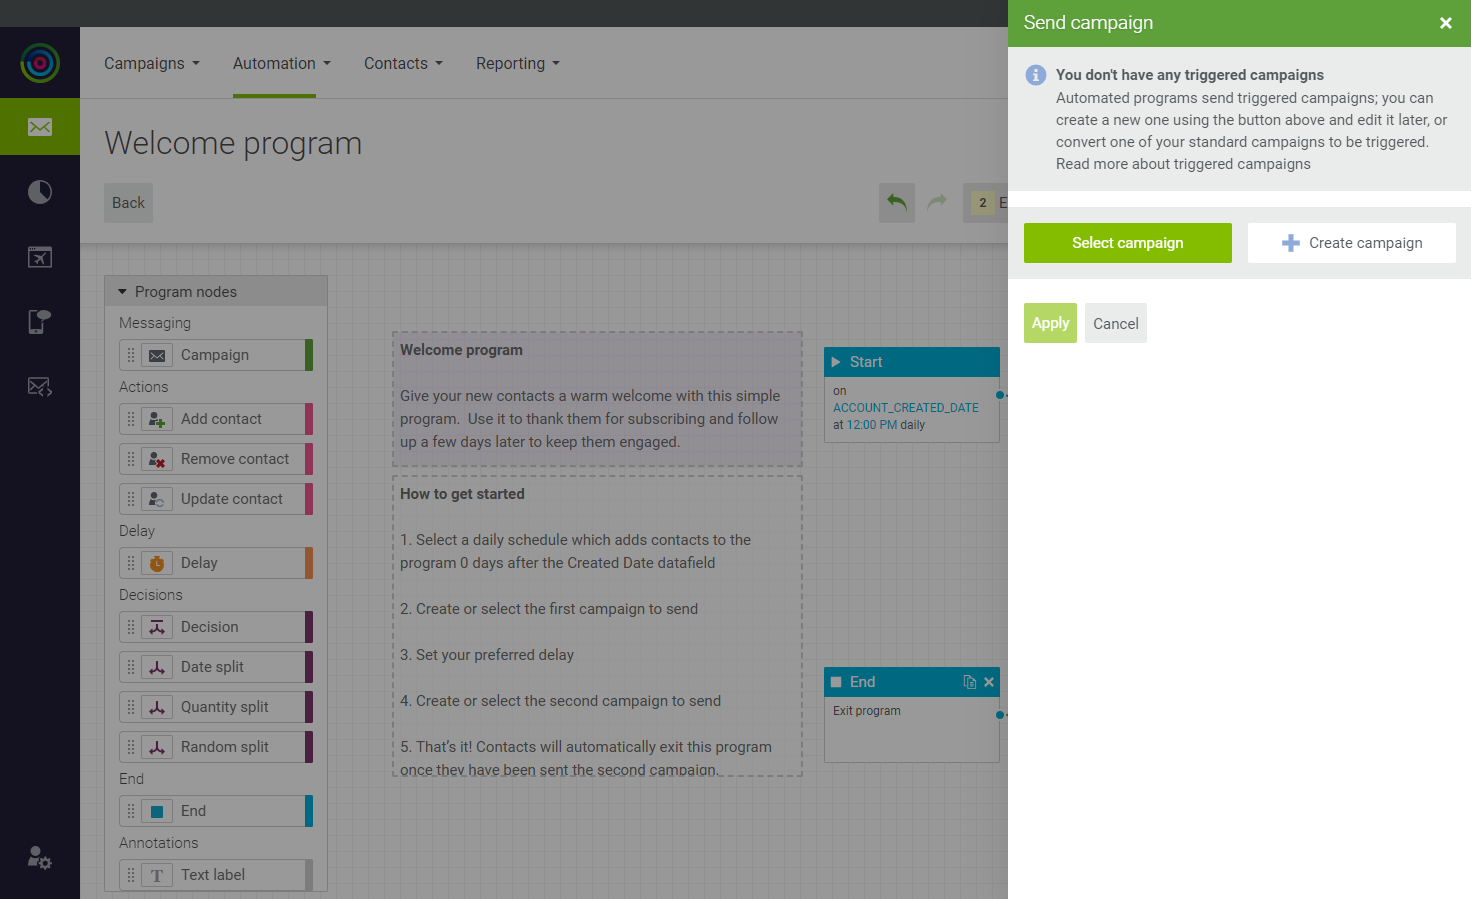 Campaigns
Automation
Contacts
Reporting
Welcome program
Back
2
Program nodes
Messaging
Campaign
Actions
Add contact
Remove contact
Update contact
Delay
Delay
Decisions
Decision
Date split
Quantity split
Random split
End
End
Annotations
T Text label
Welcome program
Give your new contacts a warm welcome with this simple
program.  Use it to thank them for subscribing and follow
up a few days later to keep them engaged.
How to get started
1. Select a daily schedule which adds contacts to the
program 0 days after the Created Date datafield
2. Create or select the first campaign to send
3. Set your preferred delay
4. Create or select the second campaign to send
5. That’s it! Contacts will automatically exit this program
once they have been sent the second campaign.
Start
on
ACCOUNT_CREATED_DATE
at 12:00 PM daily
End
Exit program
Send campaign
You don't have any triggered campaigns
Automated programs send triggered campaigns; you can
create a new one using the button above and edit it later, or
convert one of your standard campaigns to be triggered.
Read more about triggered campaigns
Select campaign
Create campaign
Apply
Cancel